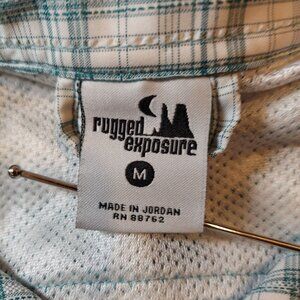 rugged
exposure
M
MADE IN JORDAN
RN 88762